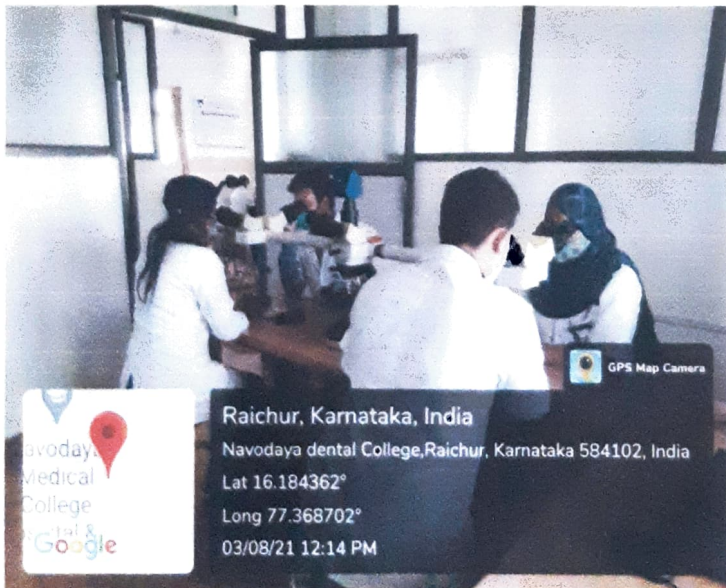 GPS Map Camera
Raichur, Karnataka, India
Navodaya dental College,Raichur, Karnataka 584102, India
Lat 16.184362°
Long 77.368702°
03/08/21 12:14 PM
Medical
College
Google